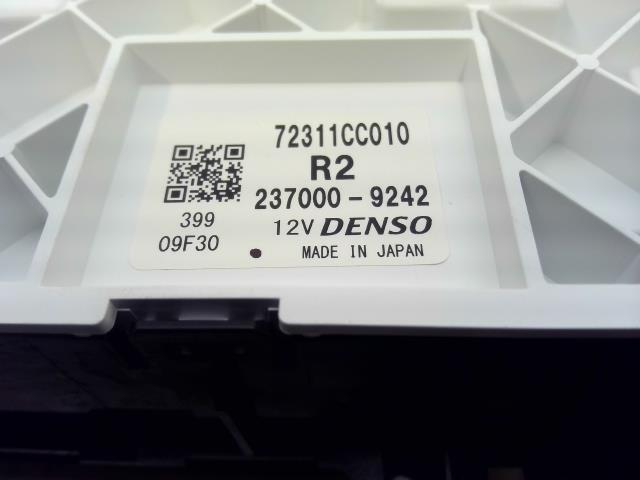 72311CC010
R2
237000-9242
399
12V DENSO
09F30
MADE IN JAPAN